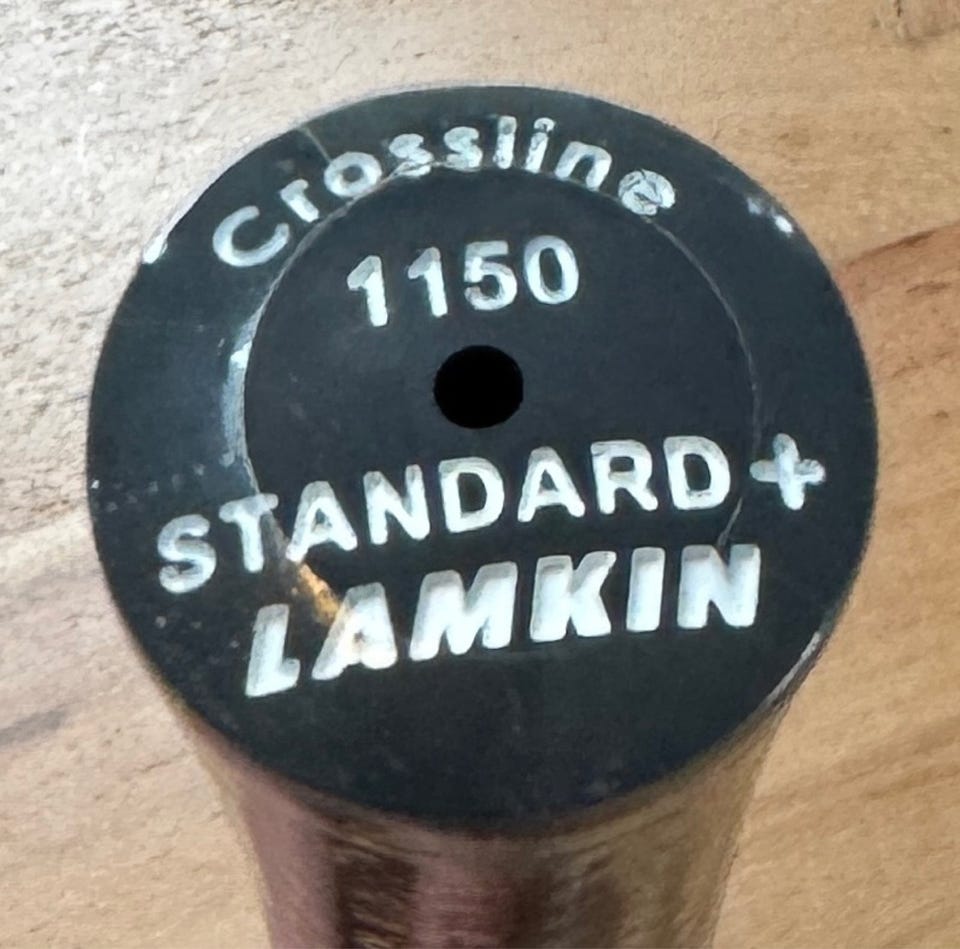 Crossline
1150
STANDARD+
LAMKIN